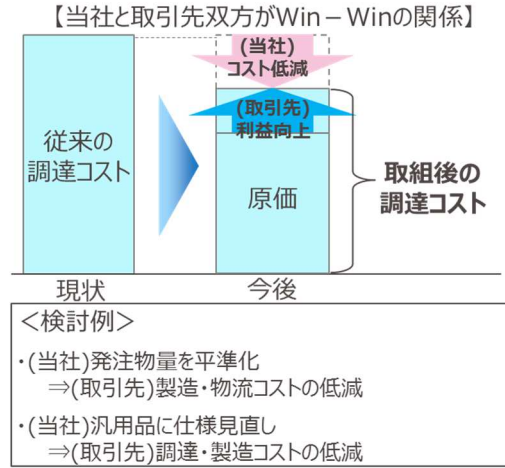 【当社と取引先双方がWin－Winの関係】
(当社)
コスト低減
(取引先)
利益向上
従来の
調達コスト
原価
取組後の
調達コスト
現状
今後
＜検討例＞
・(当社)発注物量を平準化
⇒(取引先)製造・物流コストの低減
・(当社)汎用品に仕様見直し
⇒(取引先)調達・製造コストの低減